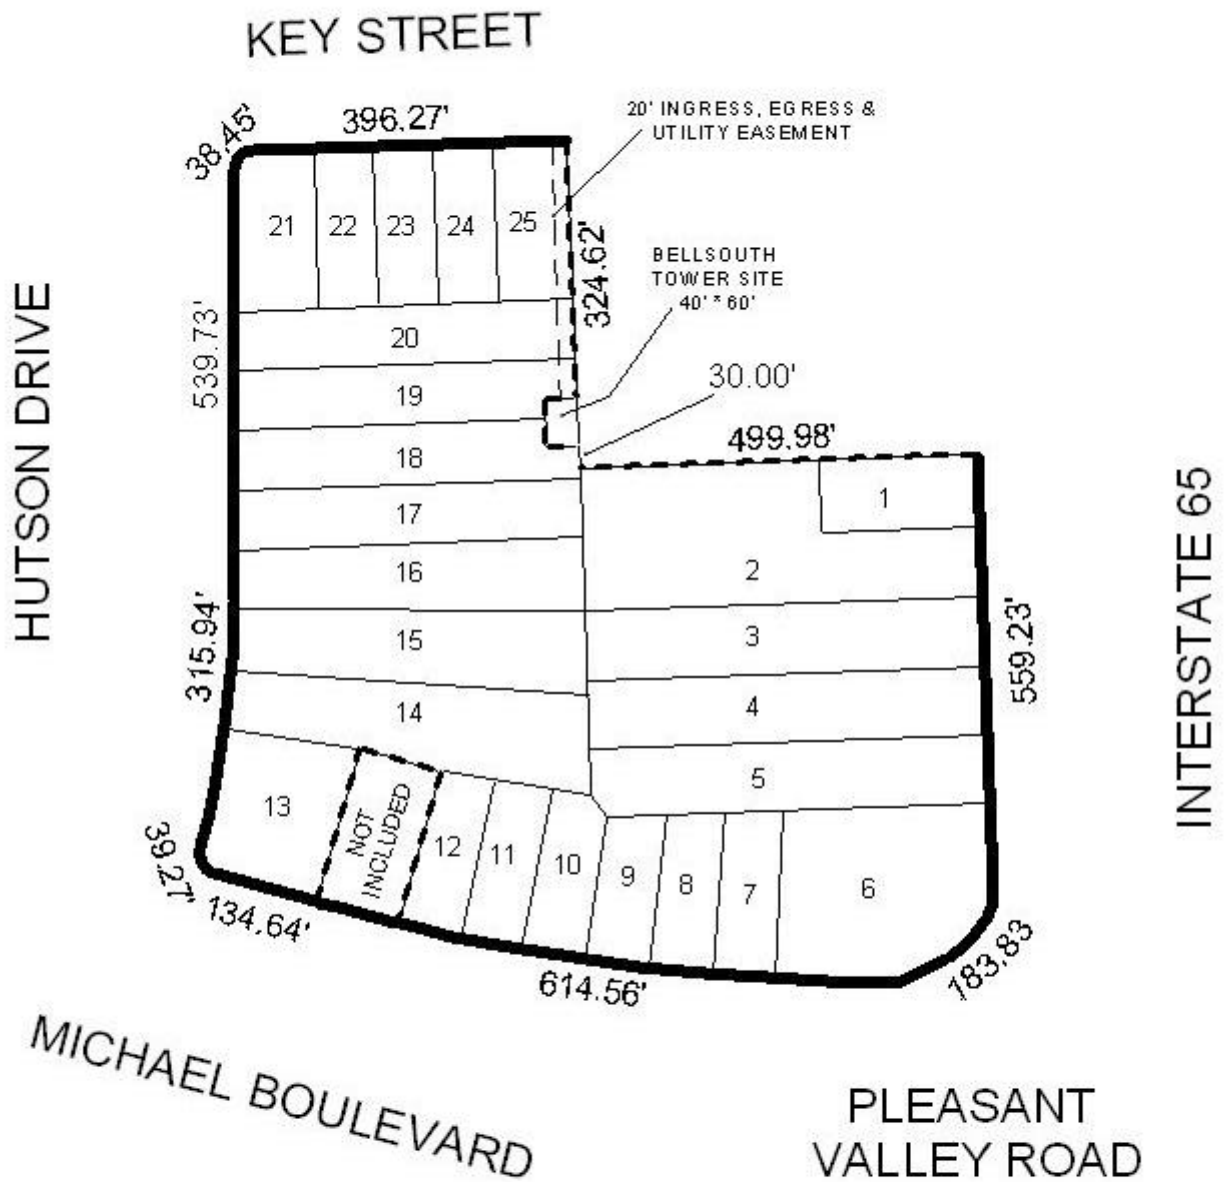 KEY STREET
38.45'
396.27'
20' INGRESS, EGRESS &
UTILITY EASEMENT
21
22
23
24
25
324.62'
BELLSOUTH
TOWER SITE
40' * 60'
HUTSON DRIVE
539.73'
20
19
30.00'
499.98'
18
1
17
16
2
INTERSTATE 65
315.94'
15
3
559.23'
14
4
5
13
NOT
INCLUDED
12
11
10
9
8
7
6
39.27'
134.64'
614.56'
183.83
MICHAEL BOULEVARD
PLEASANT
VALLEY ROAD